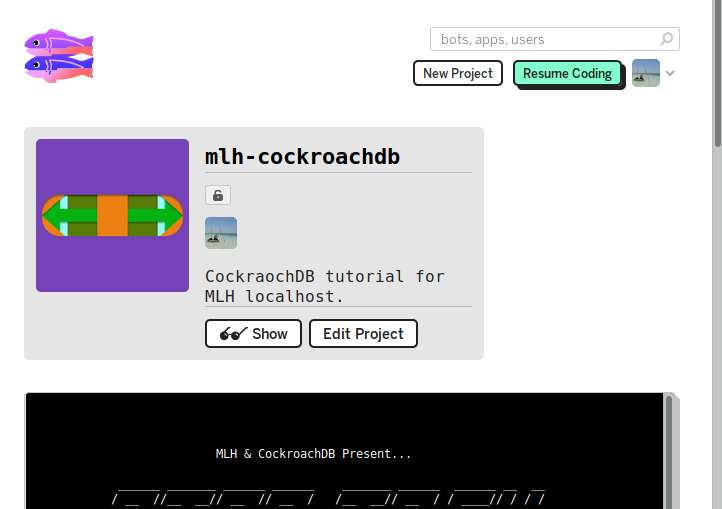 bots, apps, users
New Project
Resume Coding
mlh-cockroachdb
CockraochDB tutorial for
MLH localhost.
Show
Edit Project
MLH & CockroachDB Present...